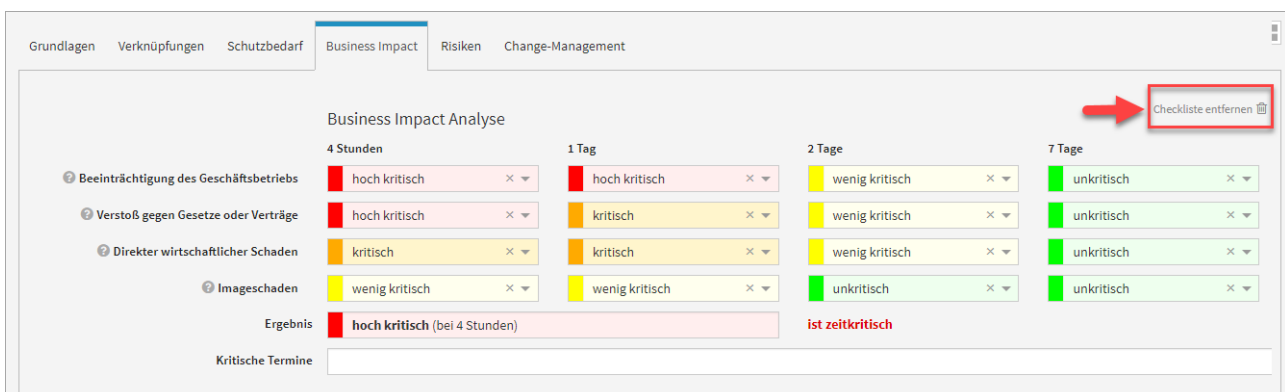 Grundlagen Verknüpfungen Schutzbedarf Business Impact Risiken Change-Management
Checkliste entfernen
Business Impact Analyse
4 Stunden 1 Tag 2 Tage 7 Tage
Beeinträchtigung des Geschäftsbetriebs hoch kritisch hoch kritisch wenig kritisch unkritisch
Verstoß gegen Gesetze oder Verträge hoch kritisch kritisch wenig kritisch unkritisch
Direkter wirtschaftlicher Schaden kritisch kritisch wenig kritisch unkritisch
Imageschaden wenig kritisch wenig kritisch unkritisch unkritisch
Ergebnis hoch kritisch (bei 4 Stunden) ist zeitkritisch
Kritische Termine